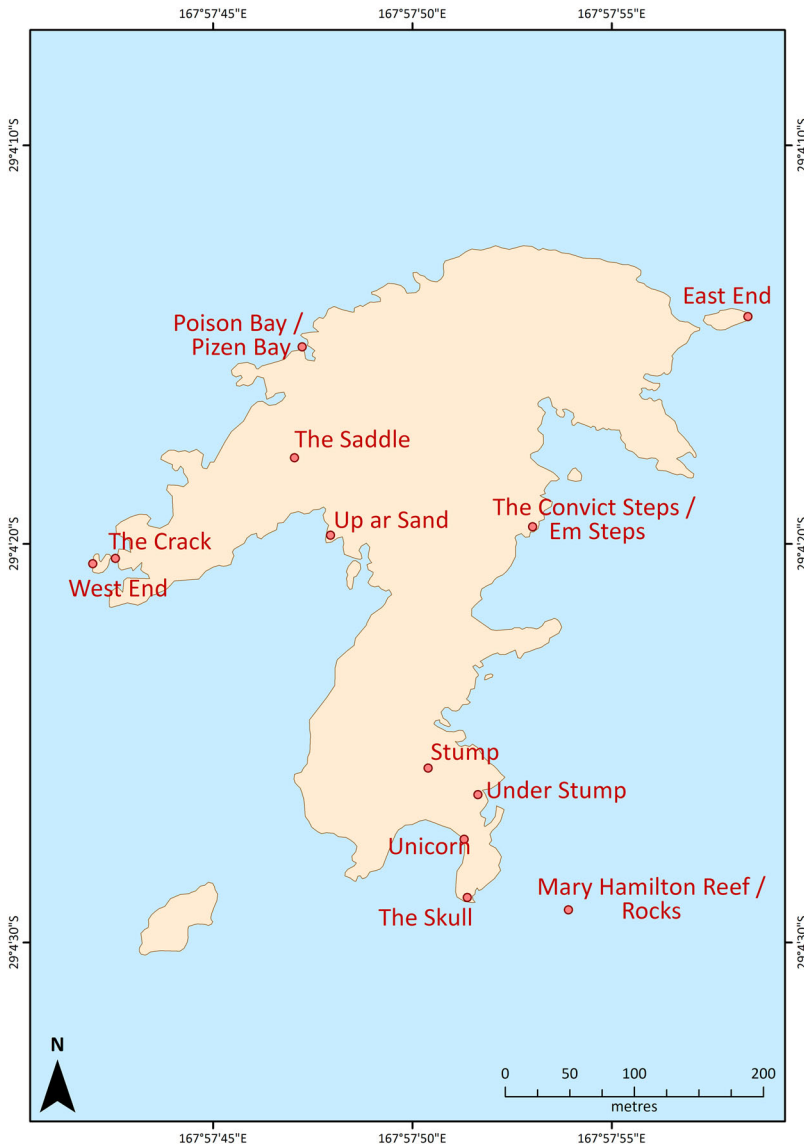 167°57'45"E
167°57'50"E
167°57'55"E
29°4'10"S
29°4'10"S
East End
Poison Bay /
Pizen Bay
The Saddle
The Convict Steps /
Em Steps
Up ar Sand
29°4'20"S
29°4'20"S
The Crack
West End
Stump
Under Stump
Unicorn
Mary Hamilton Reef /
Rocks
The Skull
29°4'30"S
29°4'30"S
N
0
50
100
200
metres
167°57'45"E
167°57'50"E
167°57'55"E